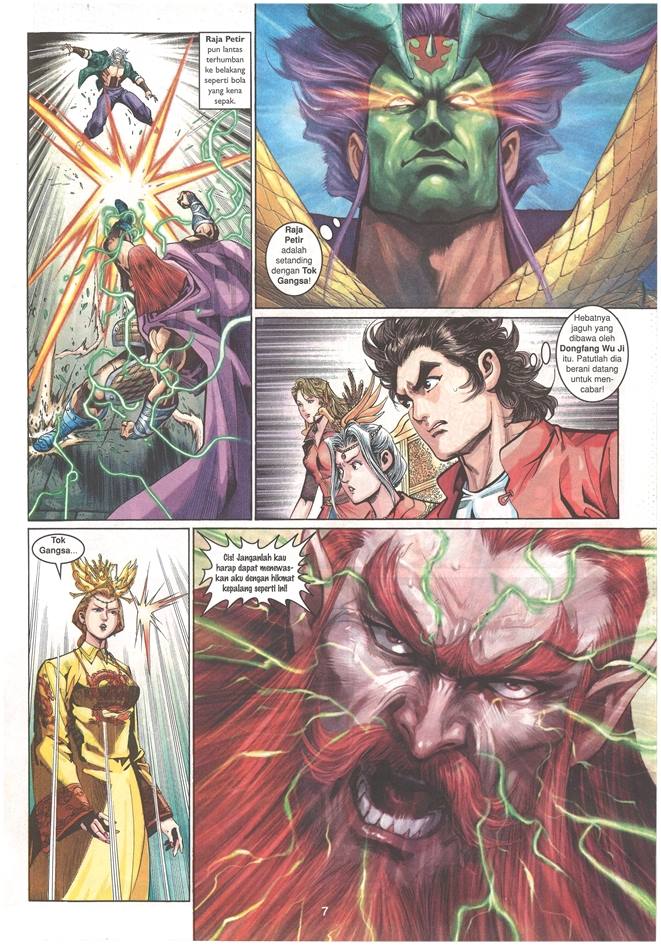 Raja Petir
pun lantas
terhumban
ke belakang
seperti bola
yang kena
sepak.
Raja
Petir
adalah
setanding
dengan Tok
Gangsa!
Hebatnya
jaguh yang
dibawa oleh
Dongfang Wu Ji
itu. Patutlah dia
berani datang
untuk men-
cabar!
Tok
Gangsa...
Cis! Janganlah kau
harap dapat menewas-
kan aku dengan hikmat
kepalang seperti ini!
7